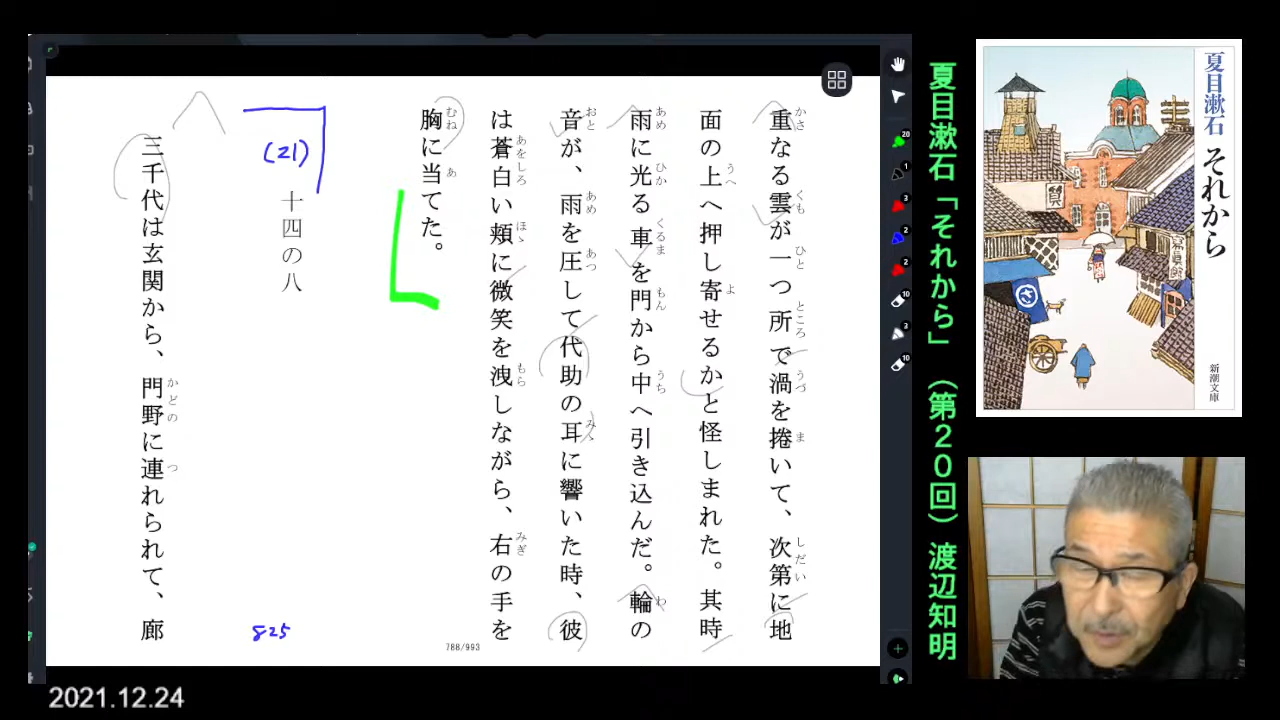 重なる雲が一つ所で渦を捲いて、次第に地
面の上へ押し寄せるかと怪しまれた。其時
雨に光る車を門から中へ引き込んだ。輪の
音が、雨を圧して代助の耳に響いた時、彼
は蒼白い頬に微笑を洩しながら、右の手を
胸に当てた。
(21)
十四の八
三千代は玄関から、門野に連れられて、廊
825
788/993
夏目漱石「それから」（第２０回）渡辺知明
夏目漱石 それから
新潮文庫
2021.12.24